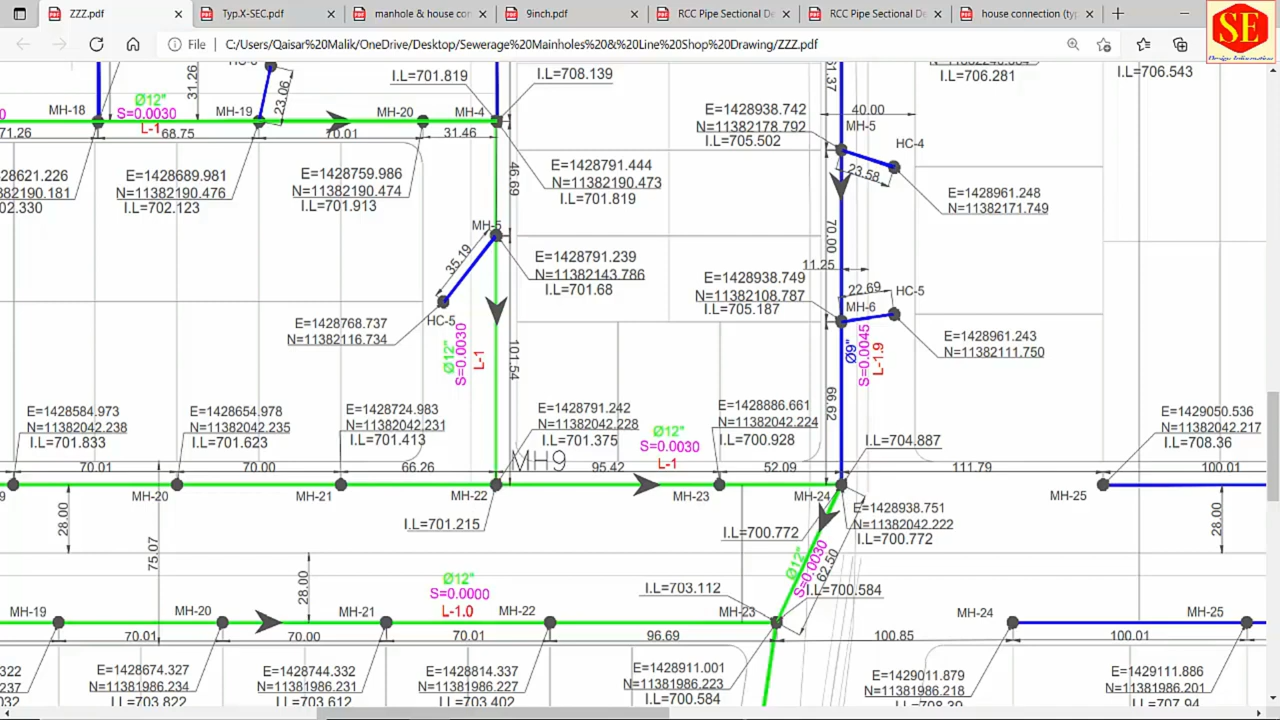 ZZZ.pdf
Typ.X-SEC.pdf
manhole & house con
9inch.pdf
RCC Pipe Sectional De
RCC Pipe Sectional De
house connection (typ
SE
Design Information
File
C:/Users/Qaisar%20Malik/OneDrive/Desktop/Sewerage%20Mainholes%20&%20Line%20Shop%20Drawing/ZZZ.pdf
I.L=701.819
I.L=708.139
I.L=706.281
I.L=706.543
31.26
23.06
MH-18
Ø12"
S=0.0030
L-1
MH-19
MH-20
MH-4
71.26
68.75
70.01
31.46
E=1428938.742
N=11382178.792
I.L=705.502
40.00
MH-5
HC-4
23.58
E=1428961.248
N=11382171.749
628621.226
382190.181
702.330
E=1428689.981
N=11382190.476
I.L=702.123
E=1428759.986
N=11382190.474
I.L=701.913
46.69
E=1428791.444
N=11382190.473
I.L=701.819
MH-5
35.19
HC-5
E=1428791.239
N=11382143.786
I.L=701.68
70.00
11.25
E=1428938.749
N=11382108.787
I.L=705.187
22.69
MH-6
HC-5
E=1428961.243
N=11382111.750
E=1428768.737
N=11382116.734
Ø12"
S=0.0030
L-1
101.54
Ø9"
S=0.0045
L-1.9
66.62
E=1428584.973
N=11382042.238
I.L=701.833
E=1428654.978
N=11382042.235
I.L=701.623
E=1428724.983
N=11382042.231
I.L=701.413
E=1428791.242
N=11382042.228
I.L=701.375
E=1428886.661
N=11382042.224
I.L=700.928
Ø12"
S=0.0030
L-1
I.L=704.887
E=1429050.536
N=11382042.217
I.L=708.36
MH9
70.01
70.00
66.26
95.42
52.09
111.79
100.01
MH-20
MH-21
MH-22
MH-23
MH-24
MH-25
28.00
75.07
I.L=701.215
I.L=700.772
E=1428938.751
N=11382042.222
I.L=700.772
28.00
Ø12"
S=0.0030
62.50
28.00
Ø12"
S=0.0000
L-1.0
I.L=703.112
I.L=700.584
MH-19
MH-20
MH-21
MH-22
MH-23
MH-24
MH-25
70.01
70.00
70.01
96.69
100.85
100.01
E=1428674.327
N=11381986.234
I.L=703.822
E=1428744.332
N=11381986.231
I.L=703.612
E=1428814.337
N=11381986.227
I.L=703.402
E=1428911.001
N=11381986.223
I.L=700.584
E=1429011.879
N=11381986.218
E=1429111.886
N=11381986.201
I.L=707.94